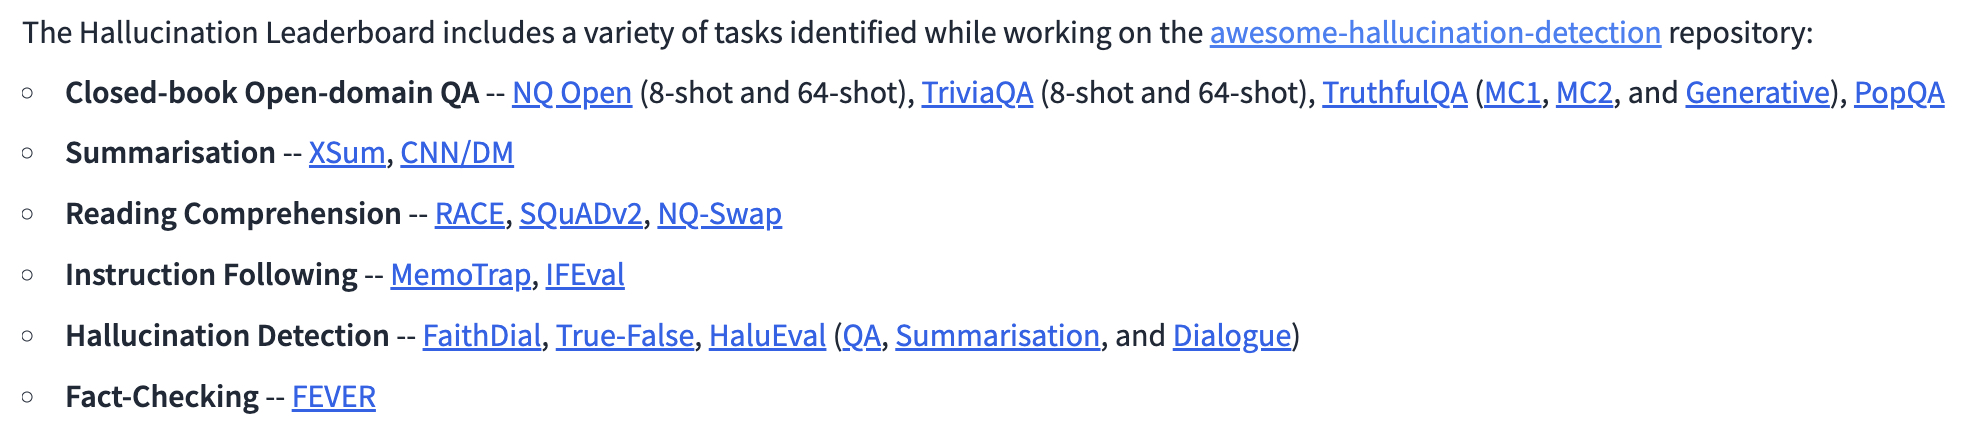 The Hallucination Leaderboard includes a variety of tasks identified while working on the awesome-hallucination-detection repository:
Closed-book Open-domain QA -- NQ Open (8-shot and 64-shot), TriviaQA (8-shot and 64-shot), TruthfulQA (MC1, MC2, and Generative), PopQA
Summarisation -- XSum, CNN/DM
Reading Comprehension -- RACE, SQuADv2, NQ-Swap
Instruction Following -- MemoTrap, IFEval
Hallucination Detection -- FaithDial, True-False, HaluEval (QA, Summarisation, and Dialogue)
Fact-Checking -- FEVER